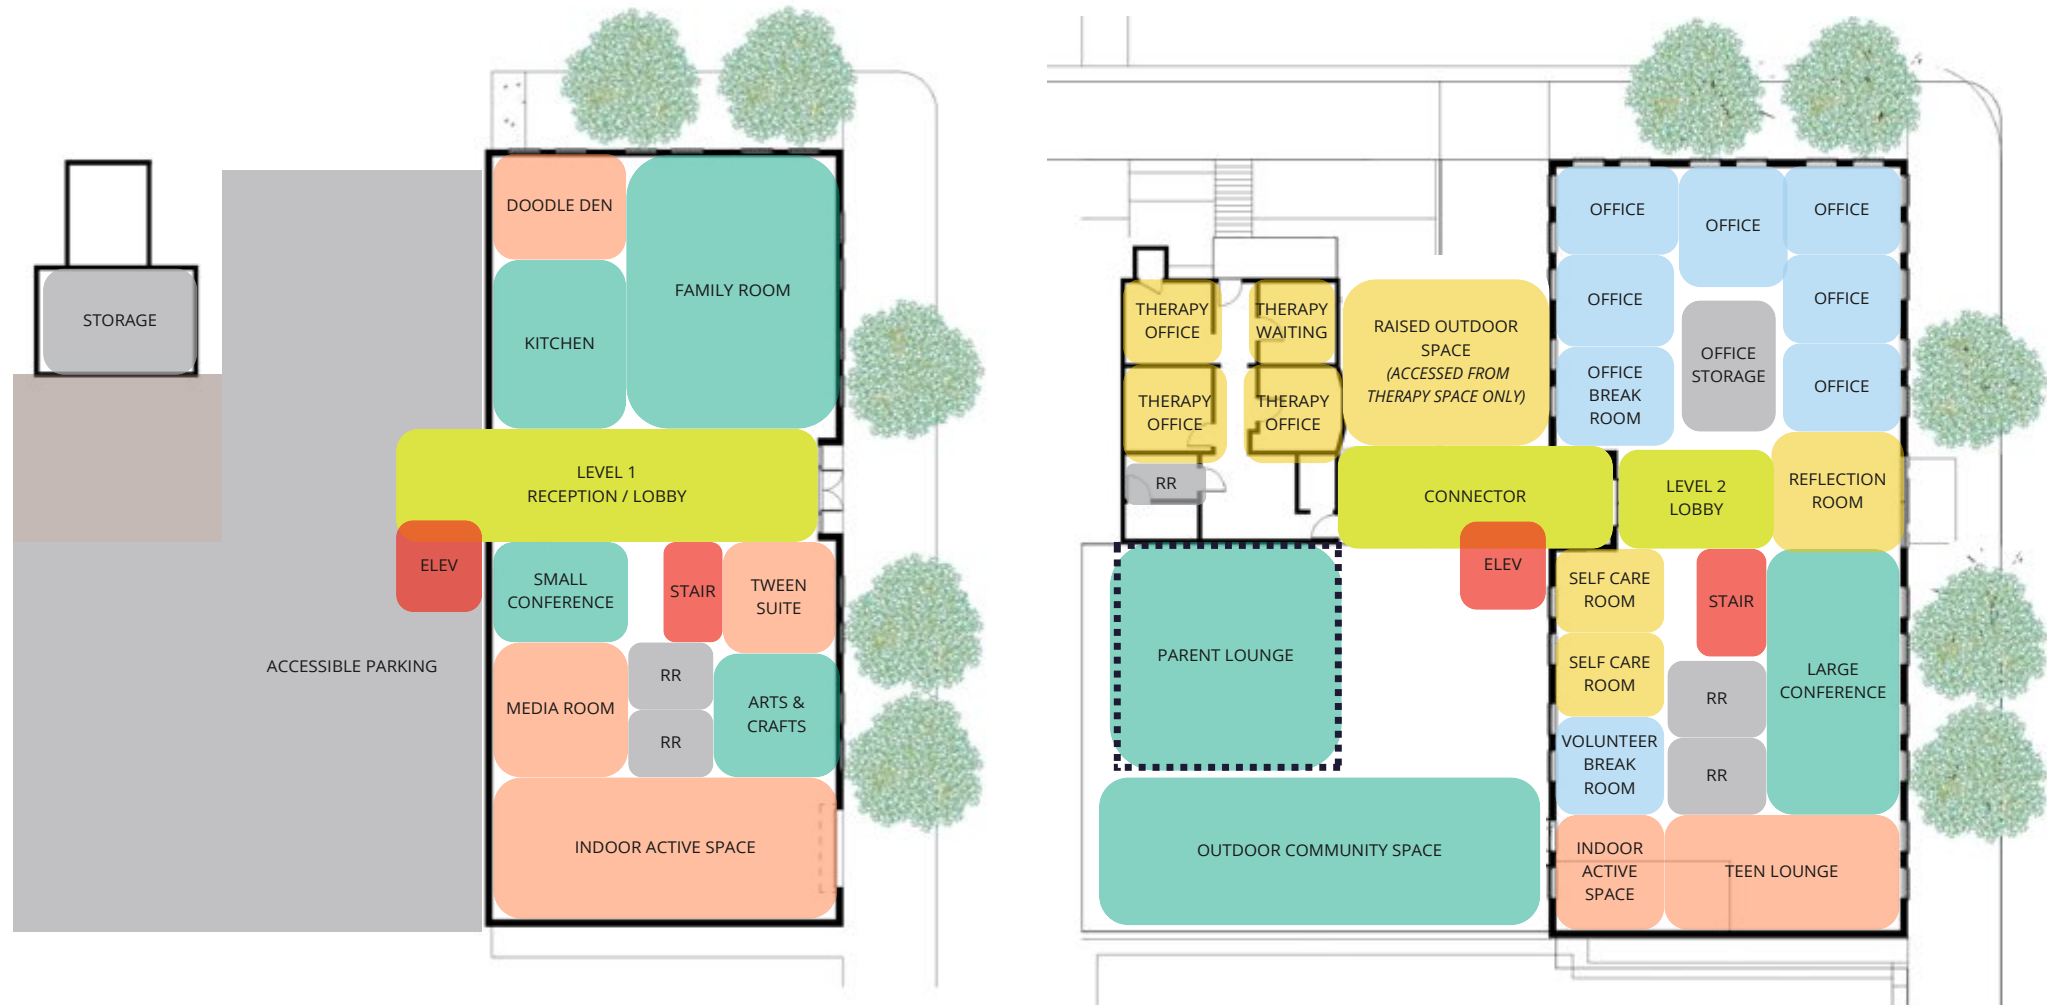 DOODLE DEN
FAMILY ROOM
STORAGE
KITCHEN
LEVEL 1
RECEPTION / LOBBY
ELEV
SMALL
CONFERENCE
STAIR
TWEEN
SUITE
ACCESSIBLE PARKING
MEDIA ROOM
RR
RR
ARTS &
CRAFTS
INDOOR ACTIVE SPACE
OFFICE
OFFICE
OFFICE
THERAPY
OFFICE
THERAPY
WAITING
RAISED OUTDOOR
SPACE
(ACCESSED FROM
THERAPY SPACE ONLY)
OFFICE
OFFICE
OFFICE
STORAGE
OFFICE
BREAK
ROOM
OFFICE
THERAPY
OFFICE
THERAPY
OFFICE
RR
CONNECTOR
LEVEL 2
LOBBY
REFLECTION
ROOM
ELEV
SELF CARE
ROOM
STAIR
PARENT LOUNGE
SELF CARE
ROOM
RR
LARGE
CONFERENCE
VOLUNTEER
BREAK
ROOM
RR
OUTDOOR COMMUNITY SPACE
INDOOR
ACTIVE
SPACE
TEEN LOUNGE